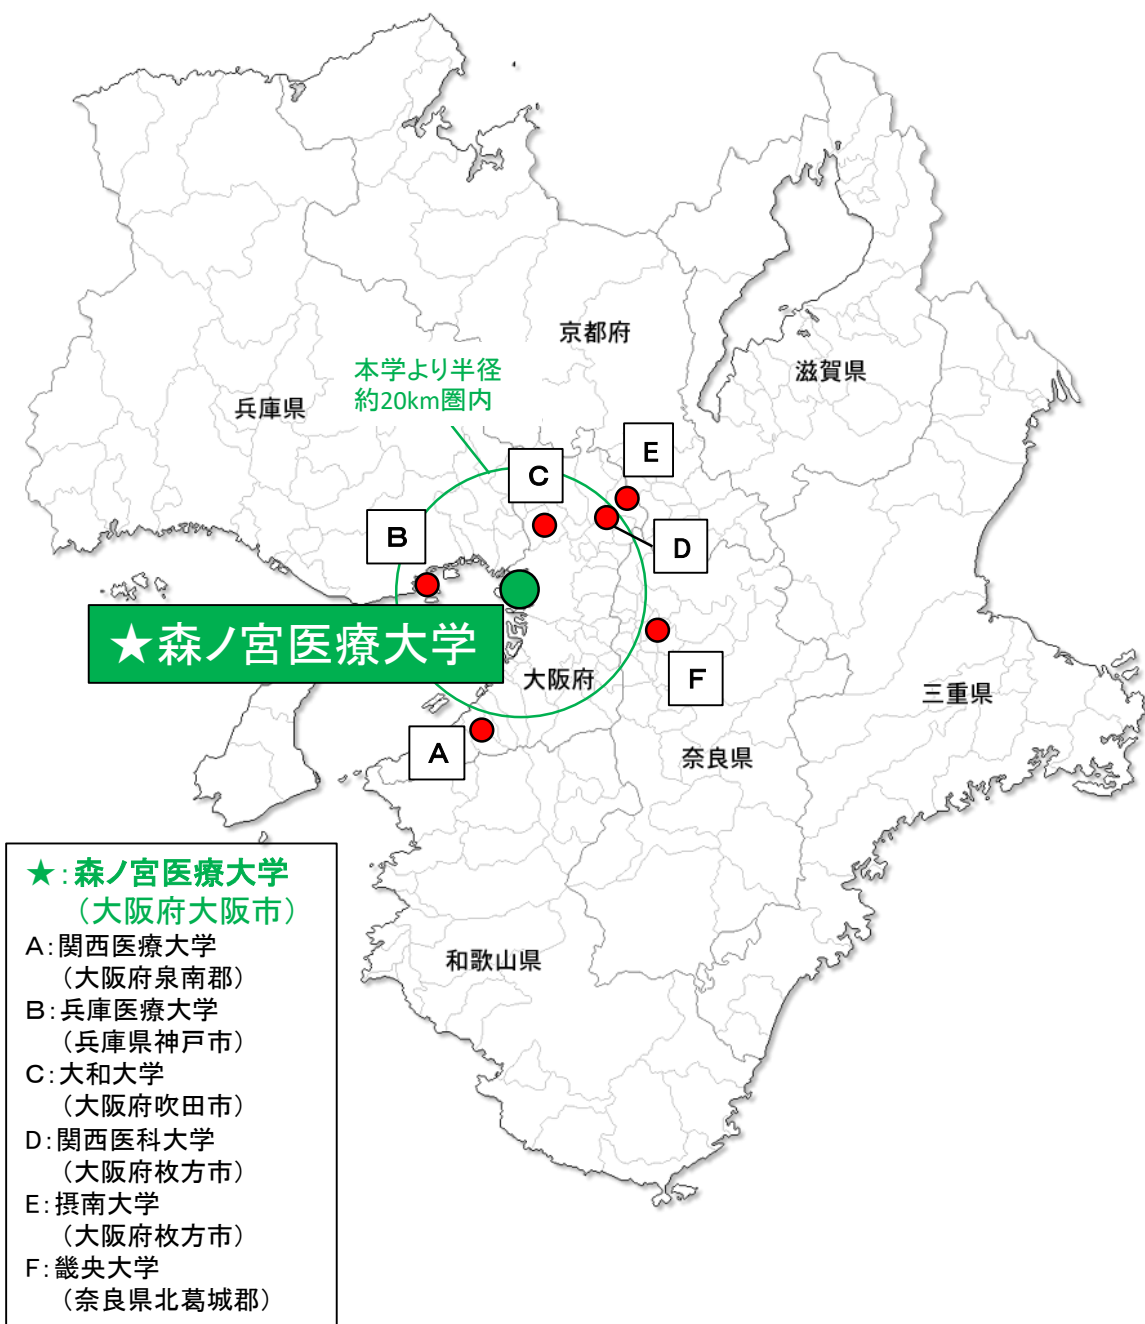 京都府
滋賀県
本学より半径
約20km圏内
兵庫県
E
C
B
D
★森ノ宮医療大学
大阪府
F
三重県
A
奈良県
★：森ノ宮医療大学
（大阪府大阪市）
A：関西医療大学
（大阪府泉南郡）
B：兵庫医療大学
（兵庫県神戸市）
C：大和大学
（大阪府吹田市）
D：関西医科大学
（大阪府枚方市）
E：摂南大学
（大阪府枚方市）
F：畿央大学
（奈良県北葛城郡）
和歌山県